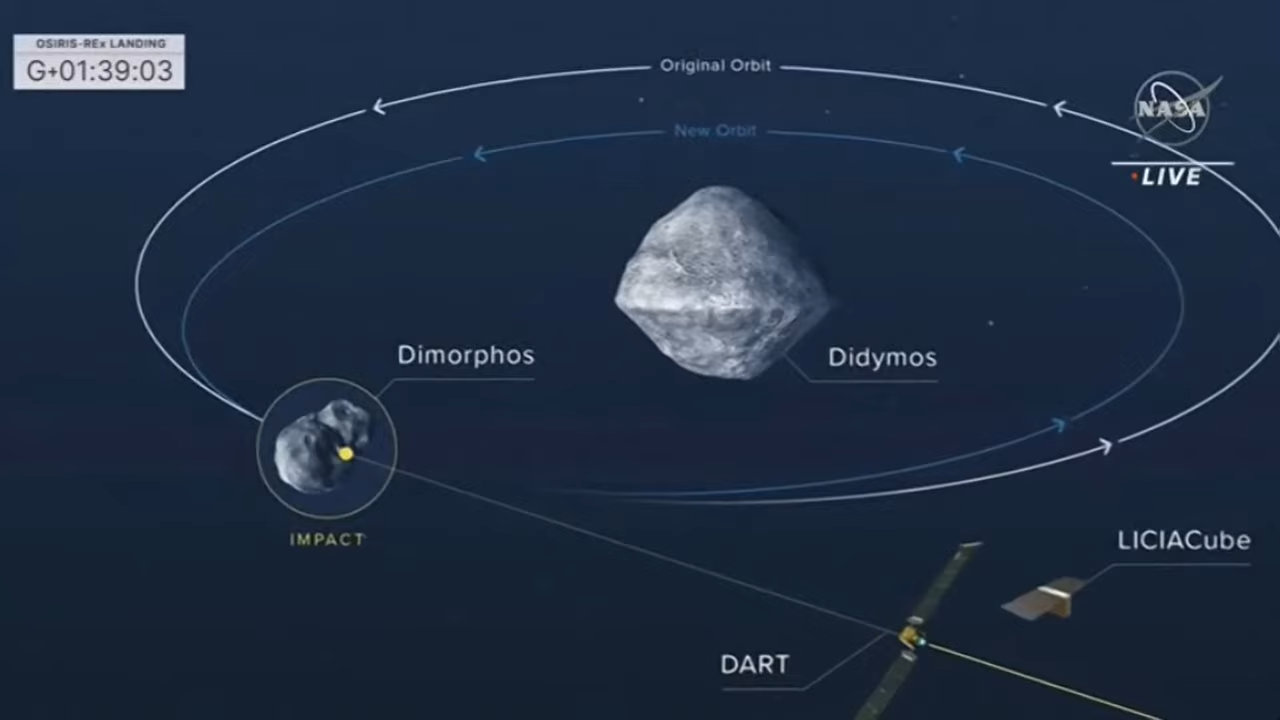 OSIRIS-REx LANDING
G+01:39:03
Original Orbit
NASA
New Orbit
LIVE
Dimorphos
Didymos
IMPACT
LICIACube
DART